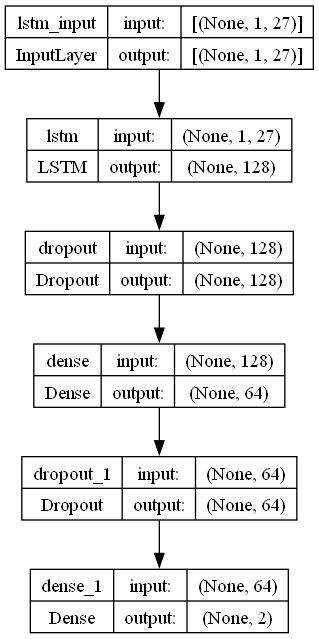 lstm_input input: [(None, 1, 27)]
InputLayer output: [(None, 1, 27)]
lstm input: (None, 1, 27)
LSTM output: (None, 128)
dropout input: (None, 128)
Dropout output: (None, 128)
dense input: (None, 128)
Dense output: (None, 64)
dropout_1 input: (None, 64)
Dropout output: (None, 64)
dense_1 input: (None, 64)
Dense output: (None, 2)